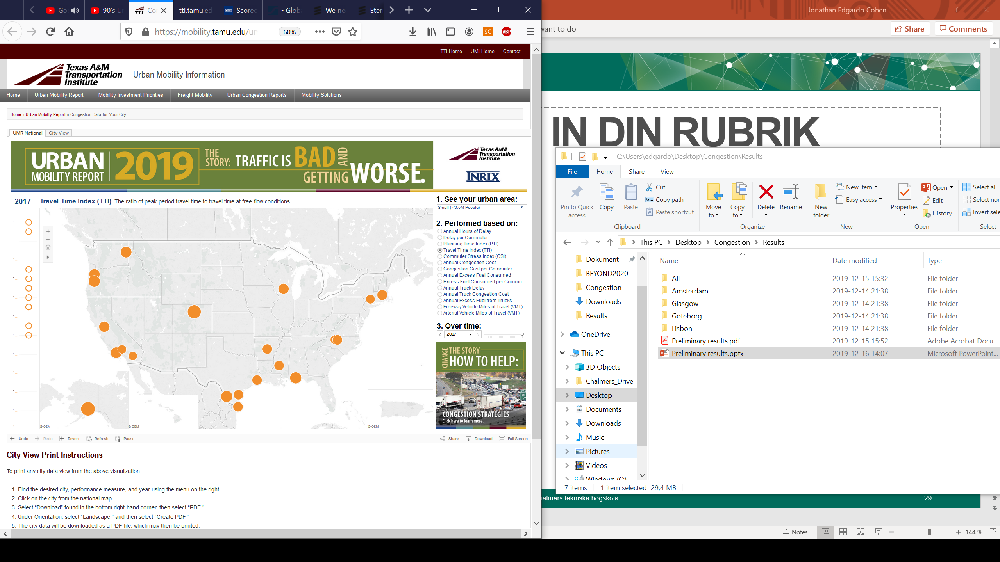 Go
90's U
TTI
Co
tti.tamu.ed
INRIX
Scorec
• Glob
We ne
Eter
https://mobility.tamu.edu/un
60%
SC
ABP
TTI Home
UMI Home
Contact
Texas A&M
Transportation
Institute
Urban Mobility Information
Home
Urban Mobility Report
Mobility Investment Priorities
Freight Mobility
Urban Congestion Reports
Mobility Solutions
Home » Urban Mobility Report » Congestion Data for Your City
UMR National
City View
URBAN
MOBILITY REPORT
2019
THE
STORY:
TRAFFIC IS BAD AND
GETTING WORSE.
Texas A&M
Transportation
Institute
INRIX
2017
Travel Time Index (TTI): The ratio of peak-period travel time to travel time at free-flow conditions.
1...
1...
1...
1...
1...
1...
1...
1...
1...
1...
1...
1...
© OSM
© OSM
© OSM
1. See your urban area:
Small ( <0.5M People)
2. Performed based on:
Annual Hours of Delay
Delay per Commuter
Planning Time Index (PTI)
Travel Time Index (TTI)
Commuter Stress Index (CSI)
Annual Congestion Cost
Congestion Cost per Commuter
Annual Excess Fuel Consumed
Excess Fuel Consumed per Commu...
Annual Truck Delay
Annual Truck Congestion Cost
Annual Excess Fuel from Trucks
Freeway Vehicle Miles of Travel (VMT)
Arterial Vehicle Miles of Travel (VMT)
3. Over time:
2017
CHANGE
THE STORY
HOW TO HELP:
CONGESTION STRATEGIES
Click here to learn more.
Undo
Redo
Revert
Refresh
Pause
Share
Download
Full Screen
City View Print Instructions
To print any city data view from the above visualization:
1. Find the desired city, performance measure, and year using the menu on the right.
2. Click on the city from the national map.
3. Select “Download” found in the bottom right-hand corner, then select “PDF.”
4. Under Orientation, select “Landscape,” and then select “Create PDF.”
5. The city data will be downloaded as a PDF file, which may then be printed.
Jonathan Edgardo Cohen
want to do
Share
Comments
IN DIN RUBRIK
C:\Users\edgardo\Desktop\Congestion\Results
File
Home
Share
View
Pin to Quick
access
Copy
Paste
Cut
Copy path
Paste shortcut
Clipboard
Move
to
Copy
to
Delete
Rename
Organize
New
folder
New item
Easy access
New
Properties
Open
Edit
History
Open
Select all
Select nor
Invert sele
Select
This PC
Desktop
Congestion
Results
Dokument
BEYOND2020
Congestion
Downloads
Results
OneDrive
This PC
3D Objects
Chalmers_Drive
Desktop
Documents
Downloads
Music
Pictures
Videos
Windows (C:)
Name
Date modified
Type
All 2019-12-15 15:32 File folder
Amsterdam 2019-12-14 21:38 File folder
Glasgow 2019-12-14 21:38 File folder
Goteborg 2019-12-14 21:38 File folder
Lisbon 2019-12-14 21:38 File folder
Preliminary results.pdf 2019-12-15 15:52 Adobe Acrobat Docu...
Preliminary results.pptx 2019-12-16 14:07 Microsoft PowerPoint...
7 items
1 item selected 29,4 MB
almers tekniska högskola
29
Notes
144 %